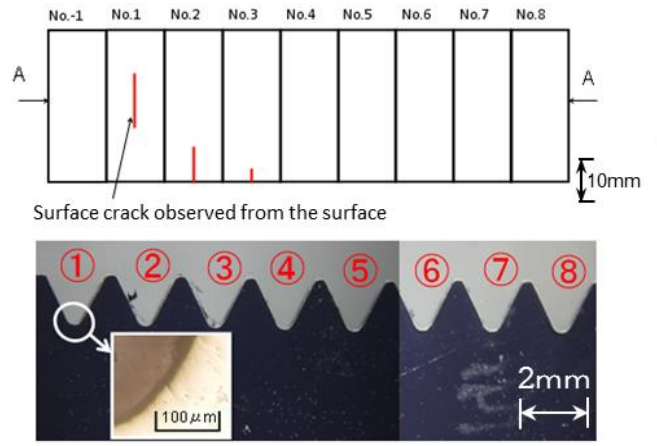 No.-1 No.1 No.2 No.3 No.4 No.5 No.6 No.7 No.8
A A
10mm
Surface crack observed from the surface
① ② ③ ④ ⑤ ⑥ ⑦ ⑧
2mm
100μm